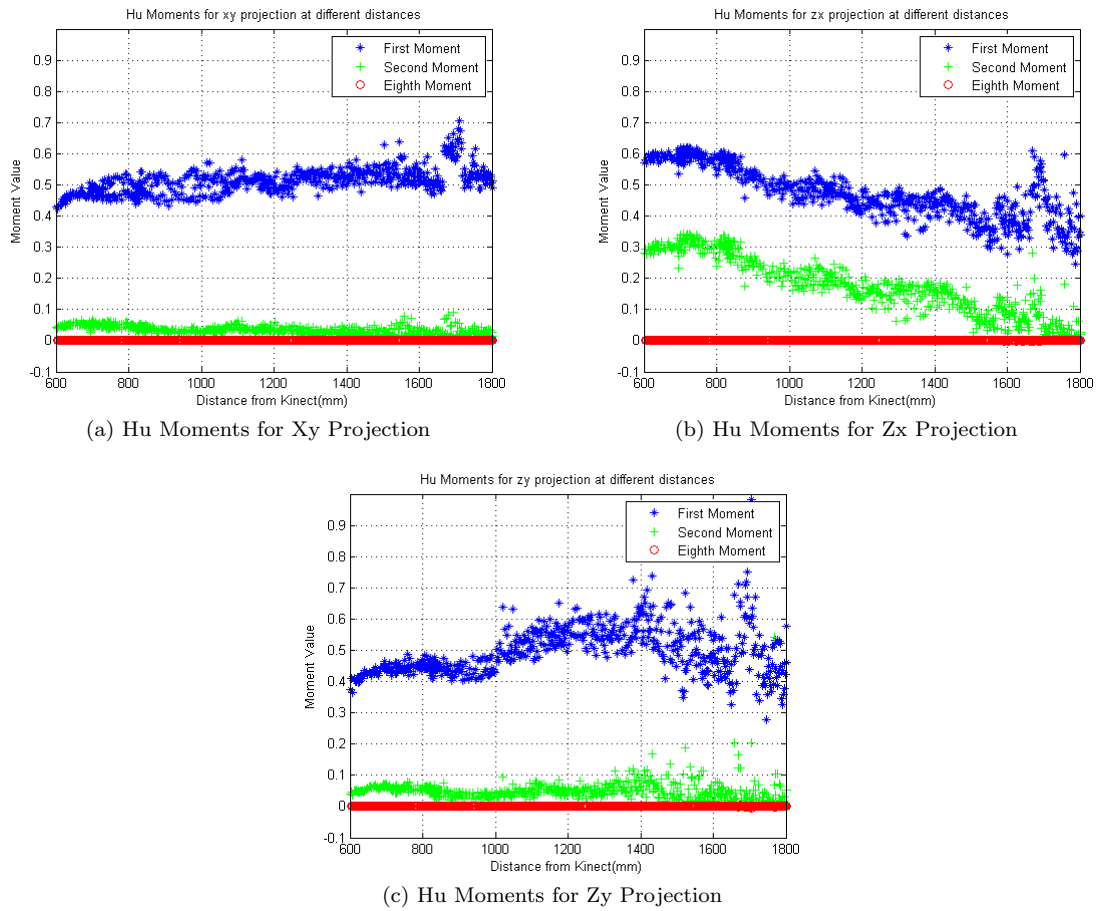 Hu Moments for xy projection at different distances
First Moment
Second Moment
Eighth Moment
0.9
0.8
0.7
0.6
0.5
0.4
0.3
0.2
0.1
0
-0.1
Moment Value
600 800 1000 1200 1400 1600 1800
Distance from Kinect(mm)
(a) Hu Moments for Xy Projection
Hu Moments for zx projection at different distances
First Moment
Second Moment
Eighth Moment
0.9
0.8
0.7
0.6
0.5
0.4
0.3
0.2
0.1
0
-0.1
Moment Value
600 800 1000 1200 1400 1600 1800
Distance from Kinect(mm)
(b) Hu Moments for Zx Projection
Hu Moments for zy projection at different distances
First Moment
Second Moment
Eighth Moment
0.9
0.8
0.7
0.6
0.5
0.4
0.3
0.2
0.1
0
-0.1
Moment Value
600 800 1000 1200 1400 1600 1800
Distance from Kinect(mm)
(c) Hu Moments for Zy Projection